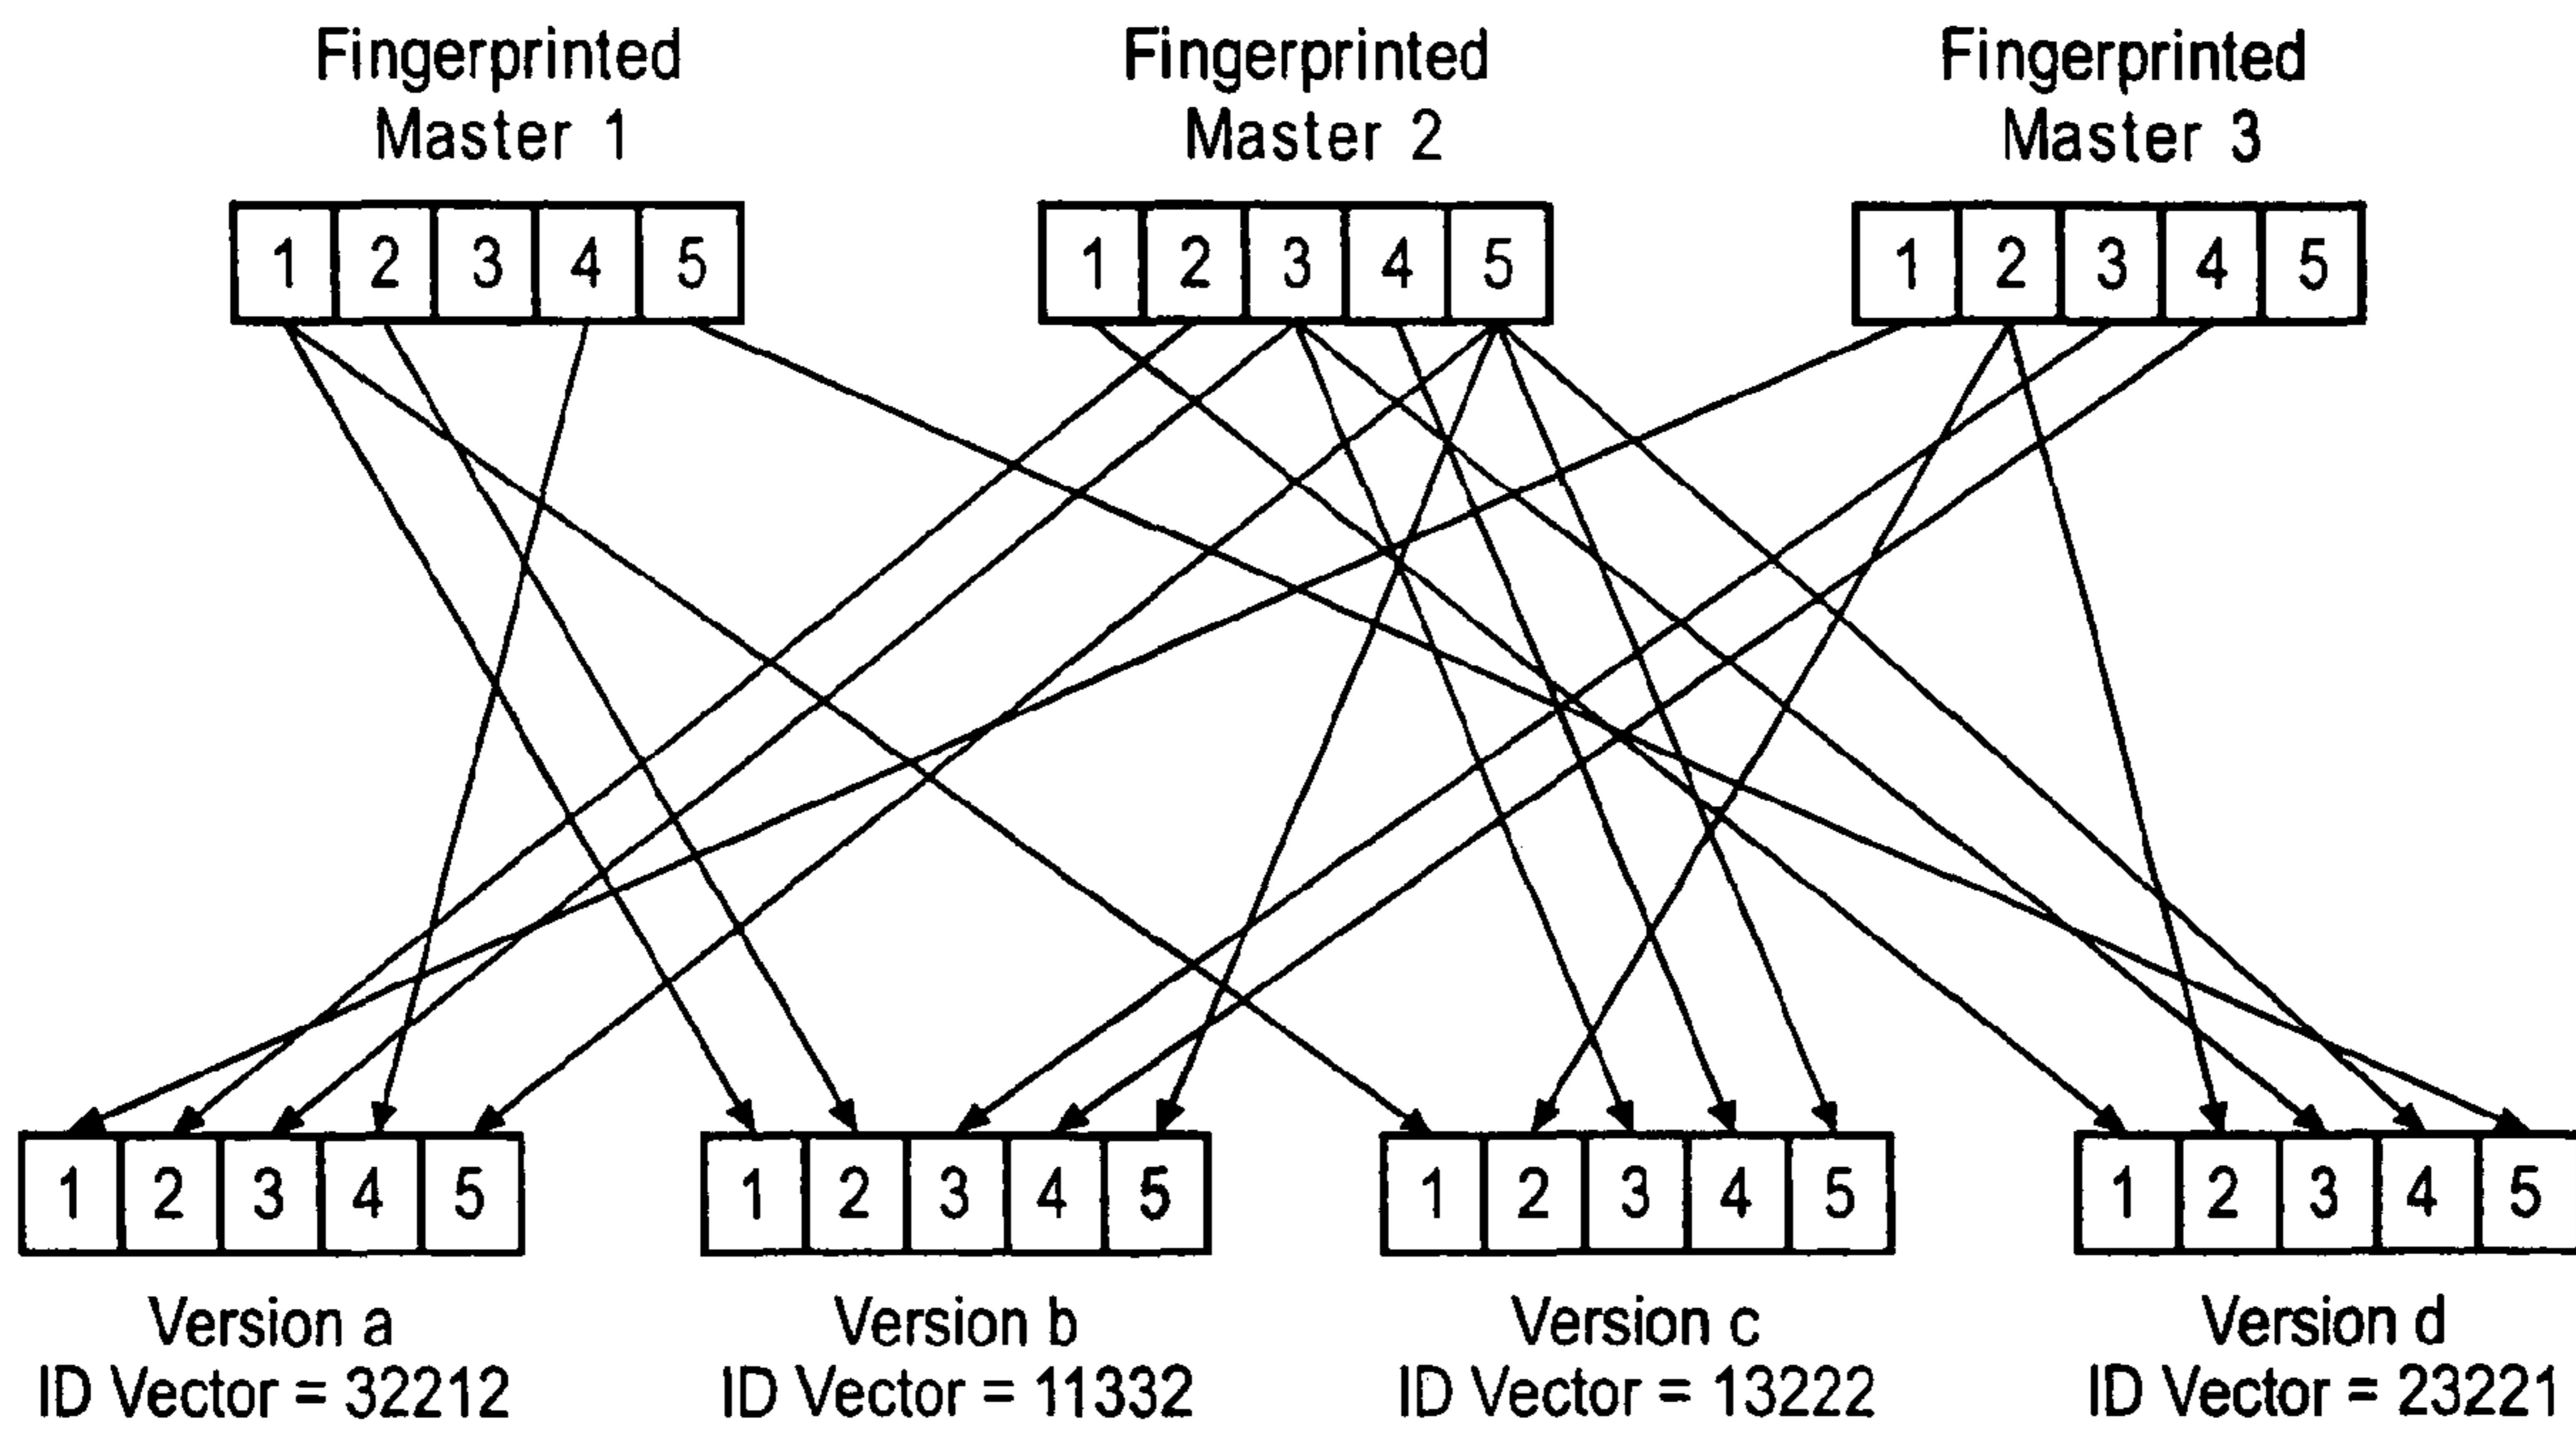 Fingerprinted Fingerprinted Fingerprinted
Master 1 Master 2 Master 3
1 2 3 4 5 1 2 3 4 5 1 2 3 4 5
1 2 3 4 5 1 2 3 4 5 1 2 3 4 5 1 2 3 4 5
Version a Version b Version c Version d
ID Vector = 32212 ID Vector = 11332 ID Vector = 13222 ID Vector = 23221